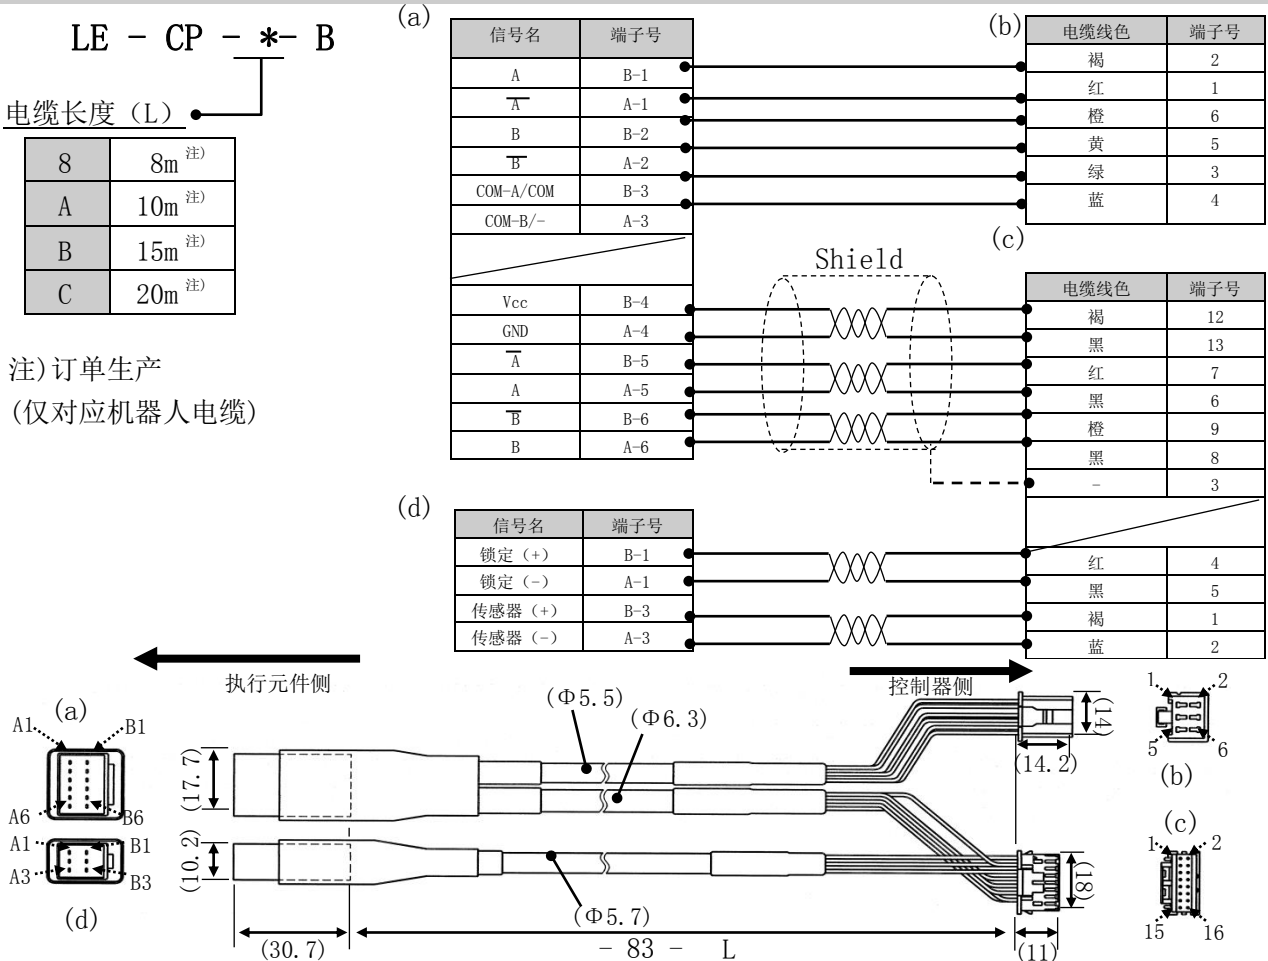 LE - CP - *- B
电缆长度（L）
8 8m 注)
A 10m 注)
B 15m 注)
C 20m 注)
注)订单生产
(仅对应机器人电缆)
(a)
信号名 端子号
A B-1
A̅ A-1
B B-2
B̅ A-2
COM-A/COM B-3
COM-B/- A-3
Vcc B-4
GND A-4
A̅ B-5
A A-5
B̅ B-6
B A-6
(b)
电缆线色 端子号
褐 2
红 1
橙 6
黄 5
绿 3
蓝 4
(c)
Shield
电缆线色 端子号
褐 12
黑 13
红 7
黑 6
橙 9
黑 8
- 3
红 4
黑 5
褐 1
蓝 2
(d)
信号名 端子号
锁定（+） B-1
锁定（-） A-1
传感器（+） B-3
传感器（-） A-3
执行元件侧
控制器侧
(a)
A1 B1
A6 B6
A1 B1
A3 B3
(d)
(17.7)
(10.2)
(30.7)
(Φ5.5)
(Φ6.3)
(Φ5.7)
- 83 - L
(14)
(14.2)
(18)
(11)
1 2
5 6
(b)
(c)
1 2
15 16